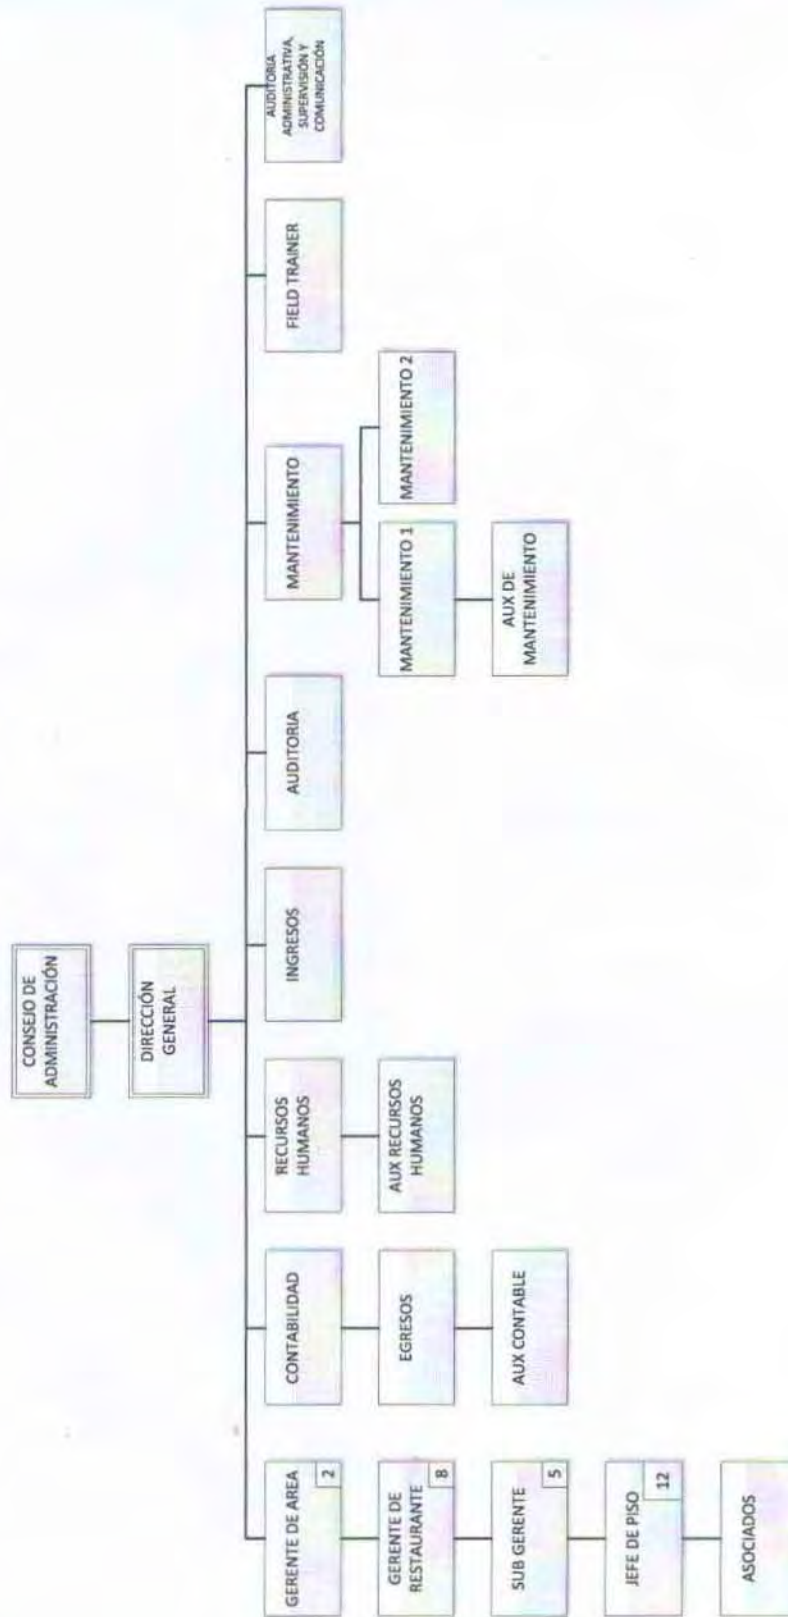 CONSEJO DE
ADMINISTRACIÓN
DIRECCIÓN
GENERAL
GERENTE DE AREA
2
CONTABILIDAD
RECURSOS
HUMANOS
INGRESOS
AUDITORIA
MANTENIMIENTO
FIELD TRAINER
AUDITORIA
ADMINISTRATIVA,
SUPERVISIÓN Y
COMUNICACIÓN
GERENTE DE
RESTAURANTE
8
EGRESOS
AUX RECURSOS
HUMANOS
MANTENIMIENTO 1
MANTENIMIENTO 2
SUB GERENTE
5
AUX CONTABLE
AUX DE
MANTENIMIENTO
JEFE DE PISO
12
ASOCIADOS